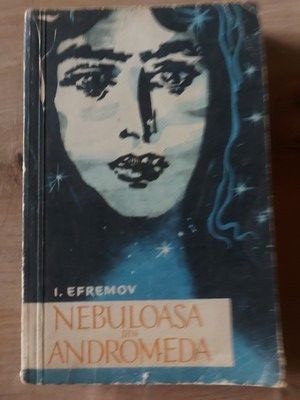 I. EFREMOV
NEBULOASA
DIN
ANDROMEDA